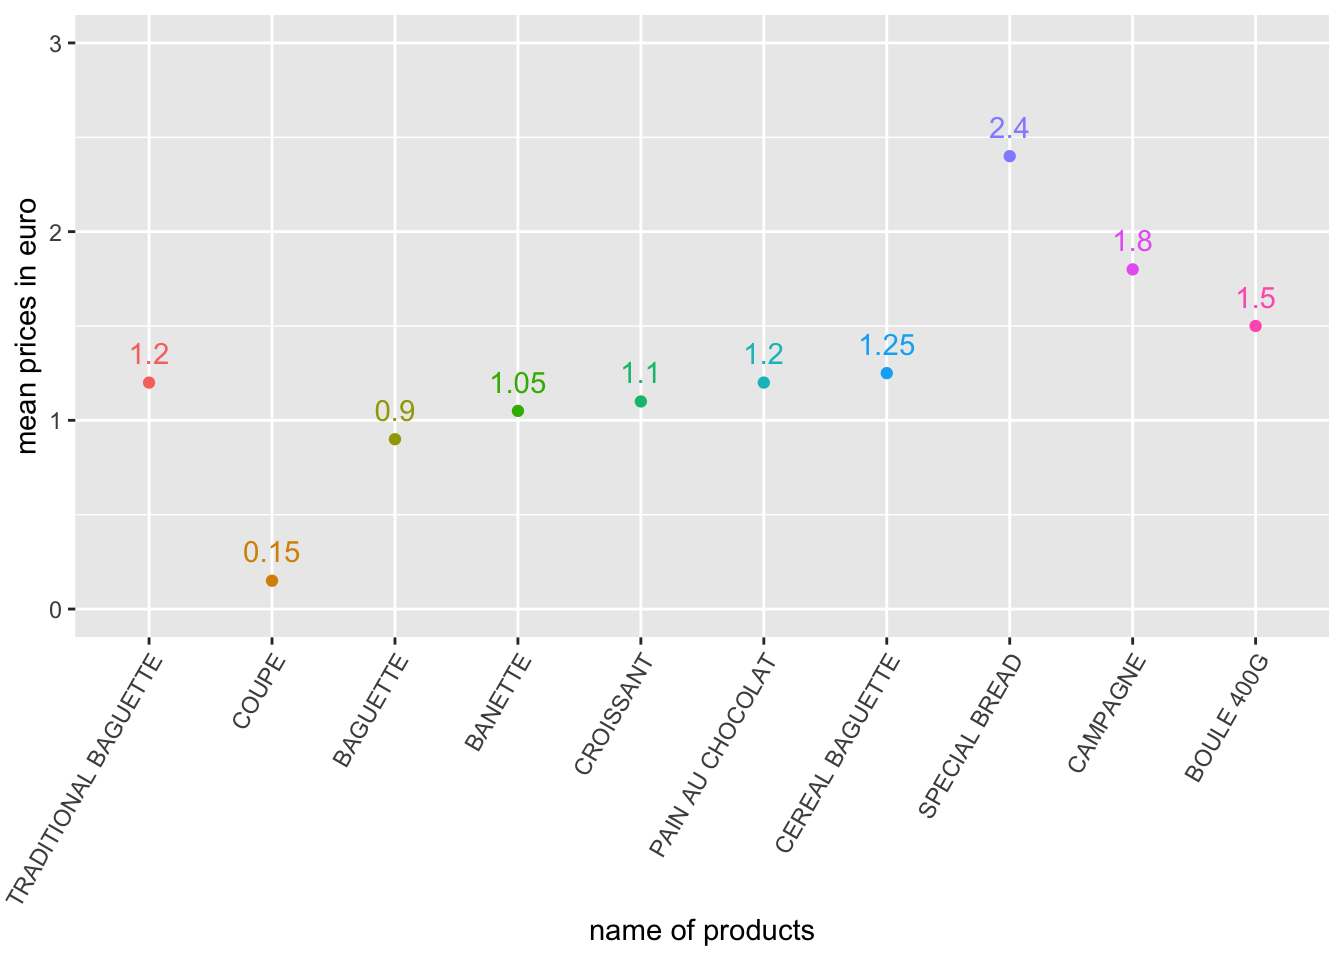 mean prices in euro
3
2
1
0
1.2
0.15
0.9
1.05
1.1
1.2
1.25
2.4
1.8
1.5
TRADITIONAL BAGUETTE
COUPE
BAGUETTE
BANETTE
CROISSANT
PAIN AU CHOCOLAT
CEREAL BAGUETTE
SPECIAL BREAD
CAMPAGNE
BOULE 400G
name of products